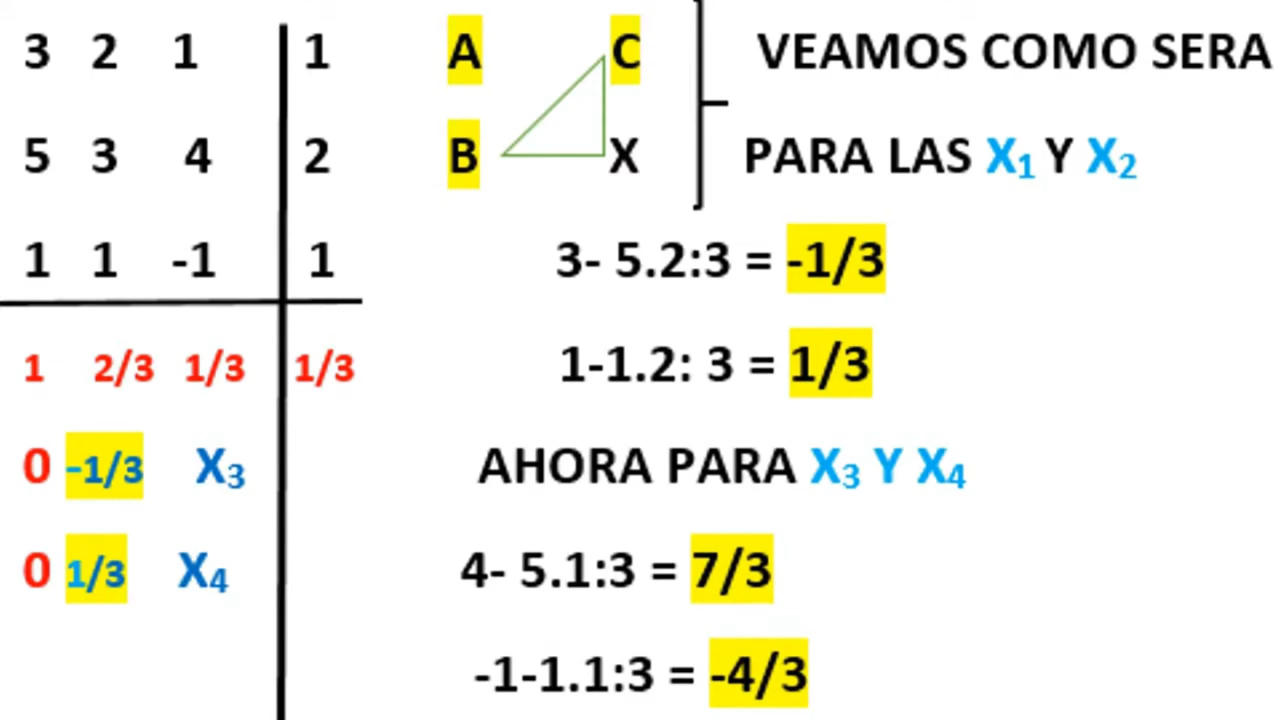 3 2 1 1
A C
VEAMOS COMO SERA
5 3 4 2
B X
PARA LAS X₁ Y X₂
1 1 -1 1
3- 5.2:3 = -1/3
1 2/3 1/3 1/3
1-1.2: 3 = 1/3
0 -1/3 X₃
AHORA PARA X₃ Y X₄
0 1/3 X₄
4- 5.1:3 = 7/3
-1-1.1:3 = -4/3